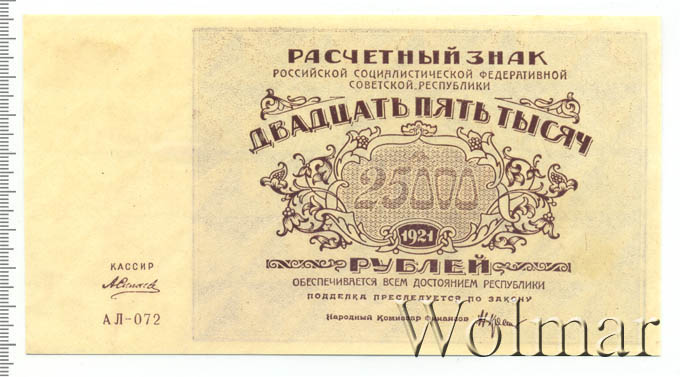 РАСЧЕТНЫЙ ЗНАК
РОССИЙСКОЙ СОЦИАЛИСТИЧЕСКОЙ ФЕДЕРАТИВНОЙ
СОВЕТСКОЙ РЕСПУБЛИКИ
ДВАДЦАТЬ ПЯТЬ ТЫСЯЧ
25000
1921
РУБЛЕЙ
ОБЕСПЕЧИВАЕТСЯ ВСЕМ ДОСТОЯНИЕМ РЕСПУБЛИКИ
ПОДДЕЛКА ПРЕСЛЕДУЕТСЯ ПО ЗАКОНУ
Народный Комиссар Финансов
КАССИР
АЛ-072
Wolmar